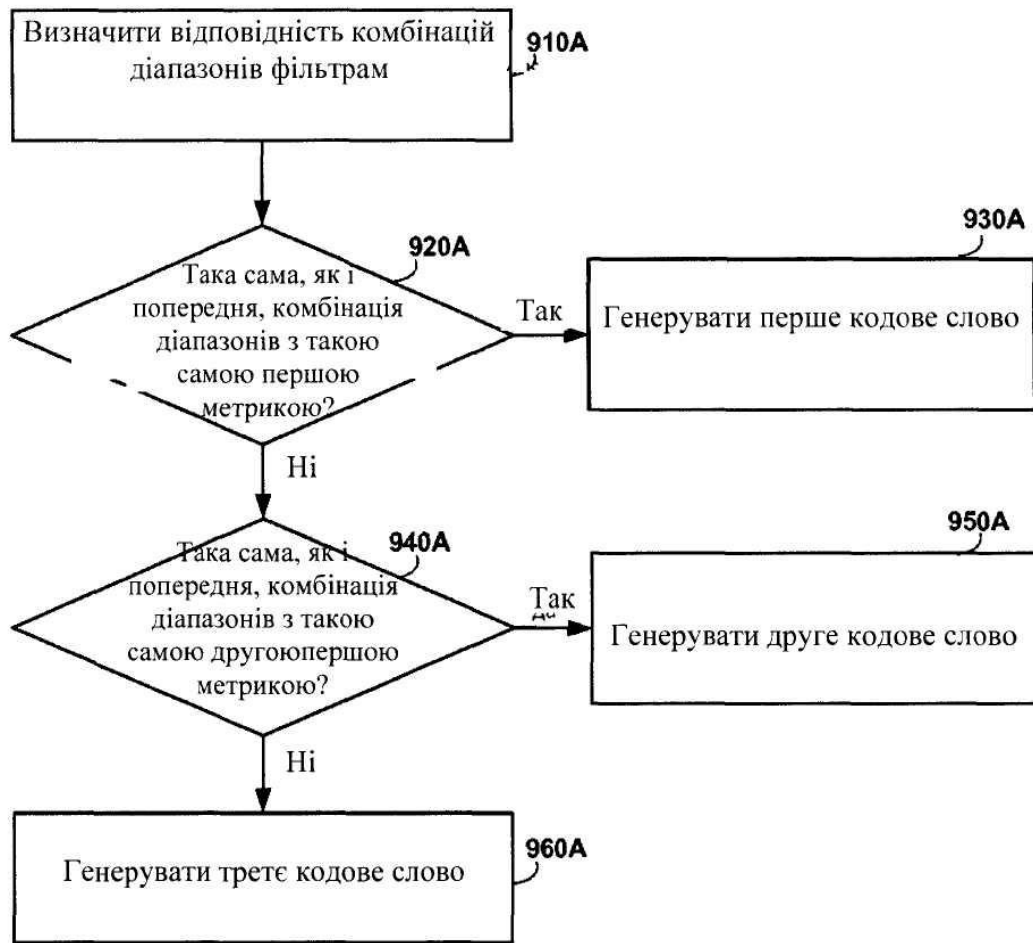 Визначити відповідність комбінацій
діапазонів фільтрам
910A
920A
Така сама, як і
попередня, комбінація
діапазонів з такою
самою першою
метрикою?
Так
930A
Генерувати перше кодове слово
Ні
940A
Така сама, як і
попередня, комбінація
діапазонів з такою
самою другоюпершою
метрикою?
Так
950A
Генерувати друге кодове слово
Ні
Генерувати третє кодове слово
960A